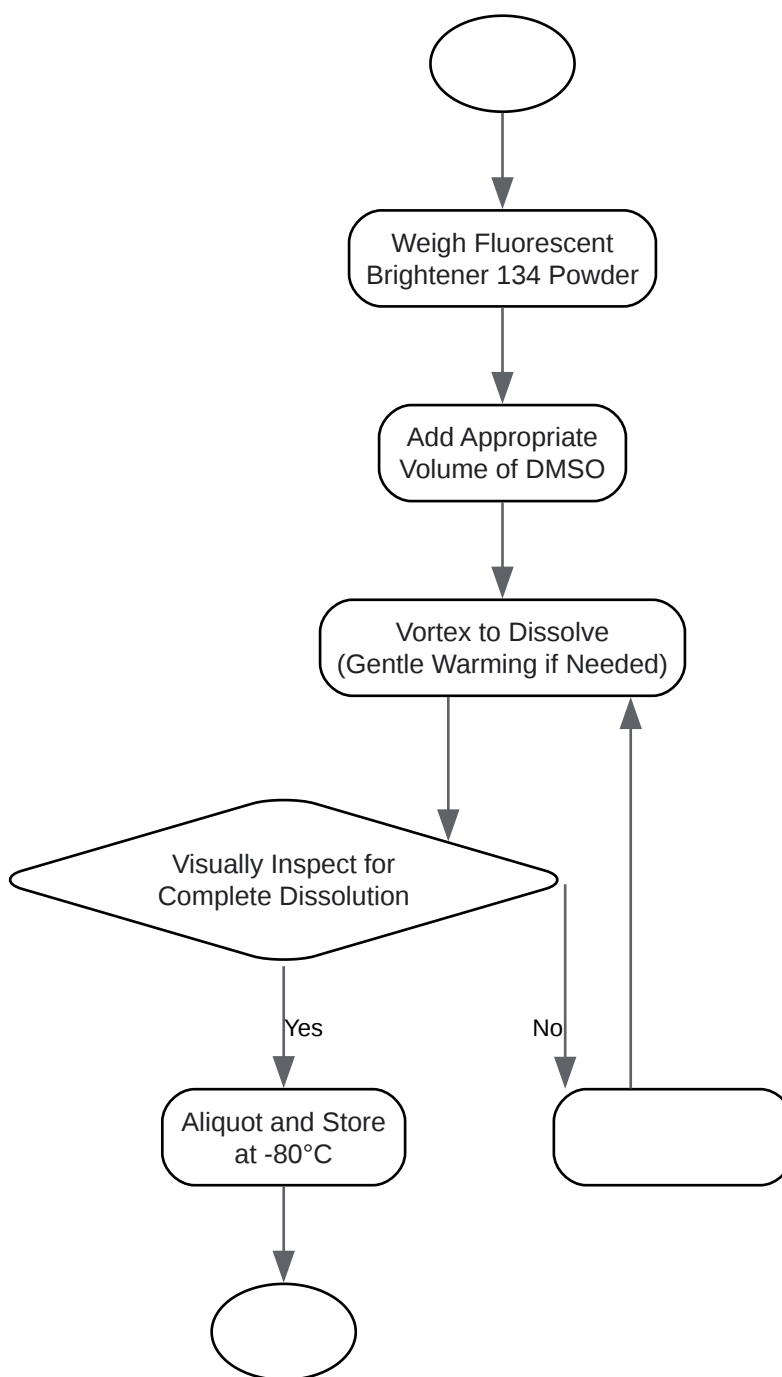 Weigh Fluorescent
Brightener 134 Powder
Add Appropriate
Volume of DMSO
Vortex to Dissolve
(Gentle Warming if Needed)
Visually Inspect for
Complete Dissolution
Yes
No
Aliquot and Store
at -80°C